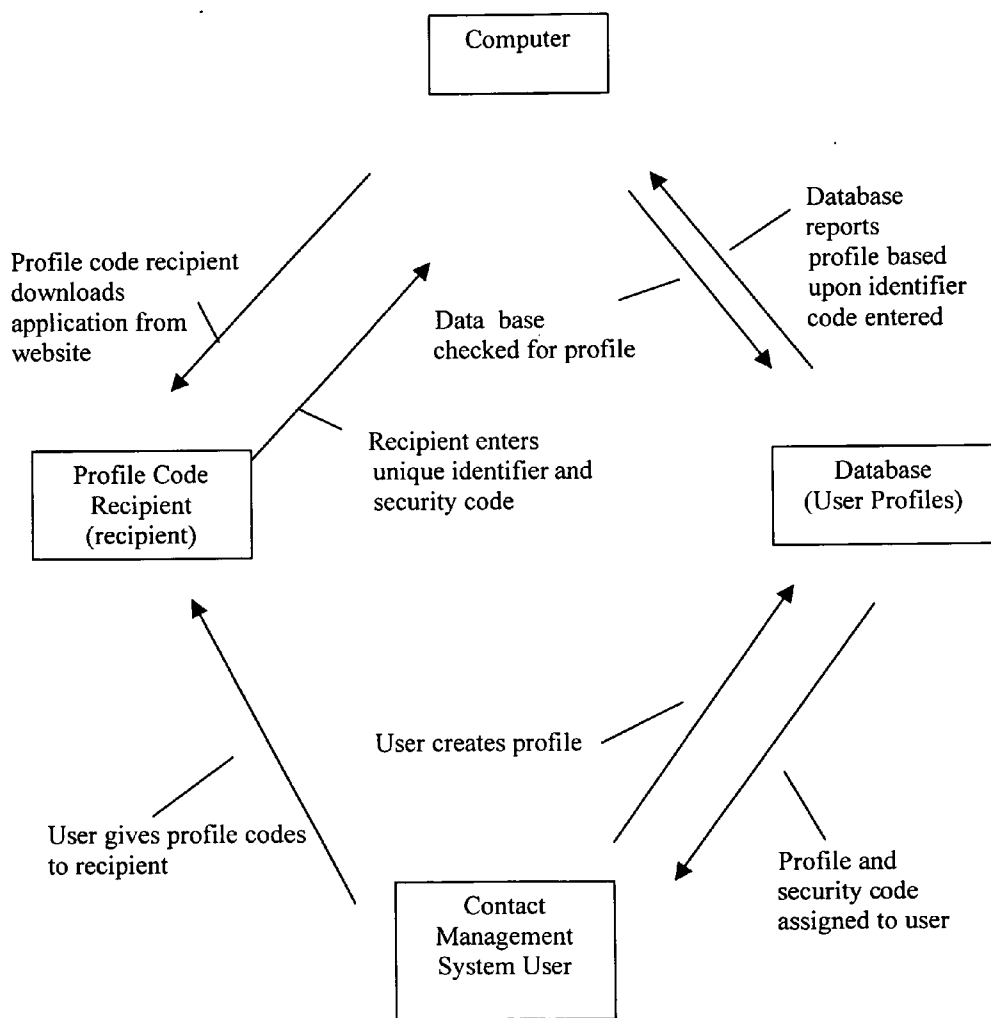 Computer
Database
reports
profile based
upon identifier
code entered
Profile code recipient
downloads
application from
website
Data base
checked for profile
Recipient enters
unique identifier and
security code
Profile Code
Recipient
(recipient)
Database
(User Profiles)
User creates profile
User gives profile codes
to recipient
Profile and
security code
assigned to user
Contact
Management
System User